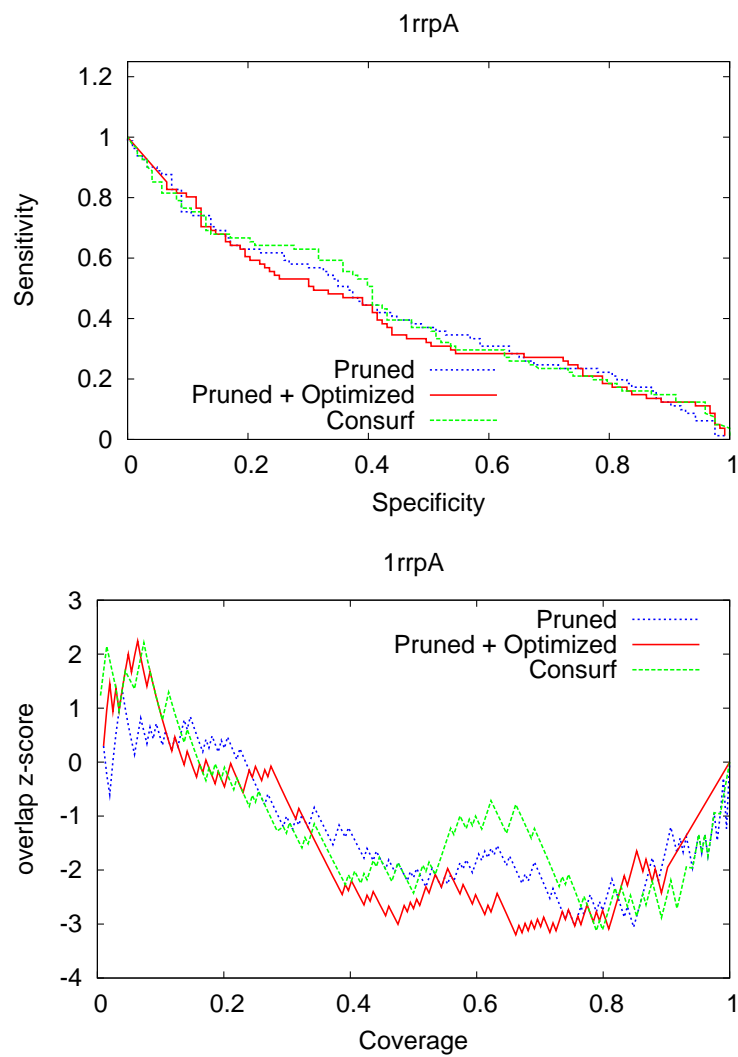 1rrpA
1.2
1
0.8
0.6
0.4
0.2
0
Sensitivity
Pruned
Pruned + Optimized
Consurf
0 0.2 0.4 0.6 0.8 1
Specificity
1rrpA
3
2
1
0
-1
-2
-3
-4
overlap z-score
Pruned
Pruned + Optimized
Consurf
0 0.2 0.4 0.6 0.8 1
Coverage